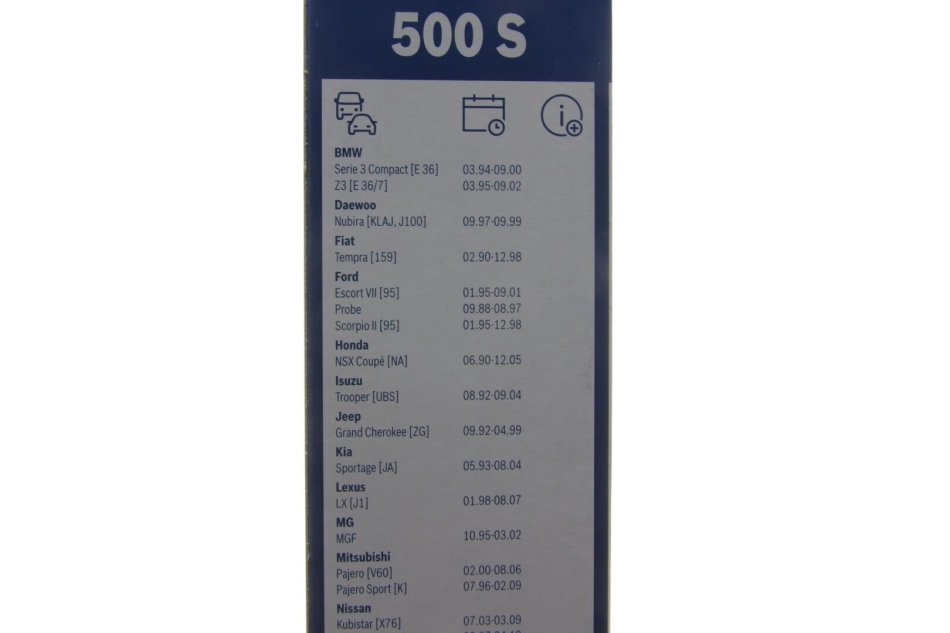 500 S
BMW
Serie 3 Compact [E 36] 03.94-09.00
Z3 [E 36/7] 03.95-09.02
Daewoo
Nubira [KLAJ, J100] 09.97-09.99
Fiat
Tempra [159] 02.90-12.98
Ford
Escort VII [95] 01.95-09.01
Probe 09.88-08.97
Scorpio II [95] 01.95-12.98
Honda
NSX Coupé [NA] 06.90-12.05
Isuzu
Trooper [UBS] 08.92-09.04
Jeep
Grand Cherokee [ZG] 09.92-04.99
Kia
Sportage [JA] 05.93-08.04
Lexus
LX [J1] 01.98-08.07
MG
MGF 10.95-03.02
Mitsubishi
Pajero [V60] 02.00-08.06
Pajero Sport [K] 07.96-02.09
Nissan
Kubistar [X76] 07.03-03.09